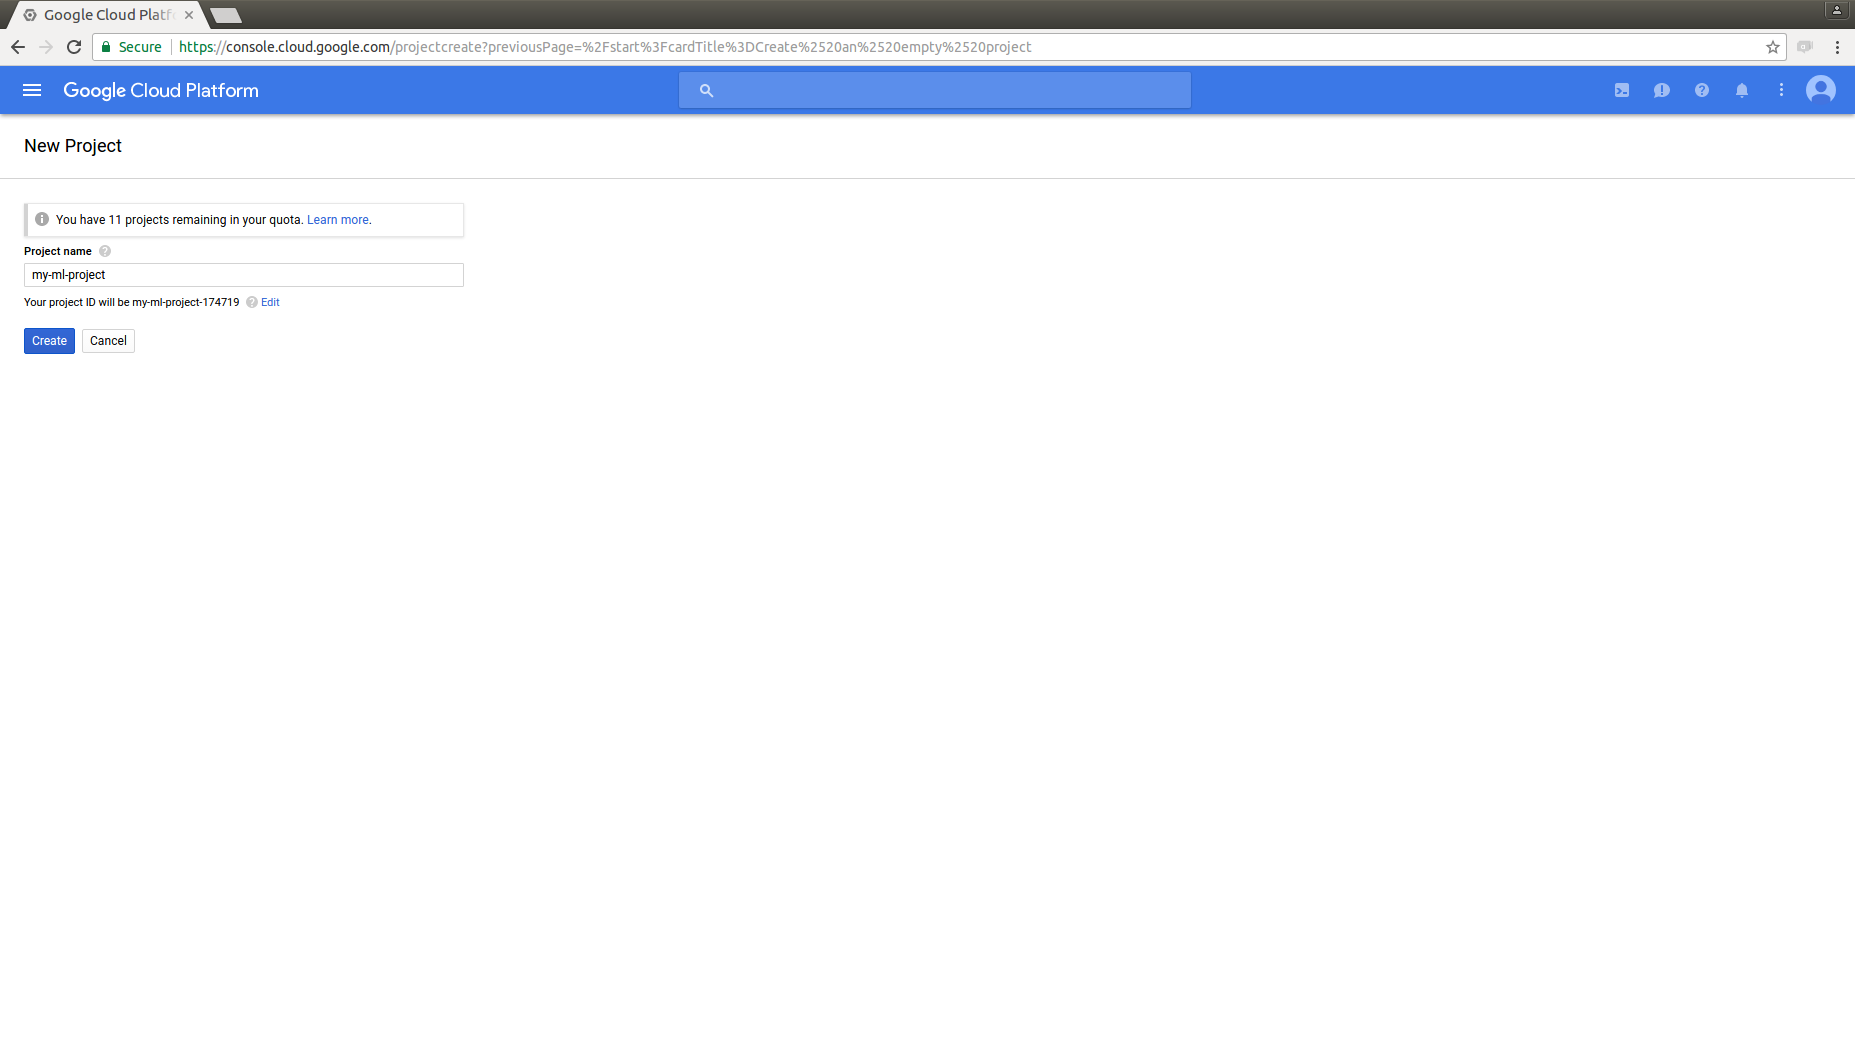 Google Cloud Platf
Secure https://console.cloud.google.com/projectcreate?previousPage=%2Fstart%3FcardTitle%3DCreate%2520an%2520empty%2520project
Google Cloud Platform
New Project
You have 11 projects remaining in your quota. Learn more.
Project name
my-ml-project
Your project ID will be my-ml-project-174719 Edit
Create Cancel